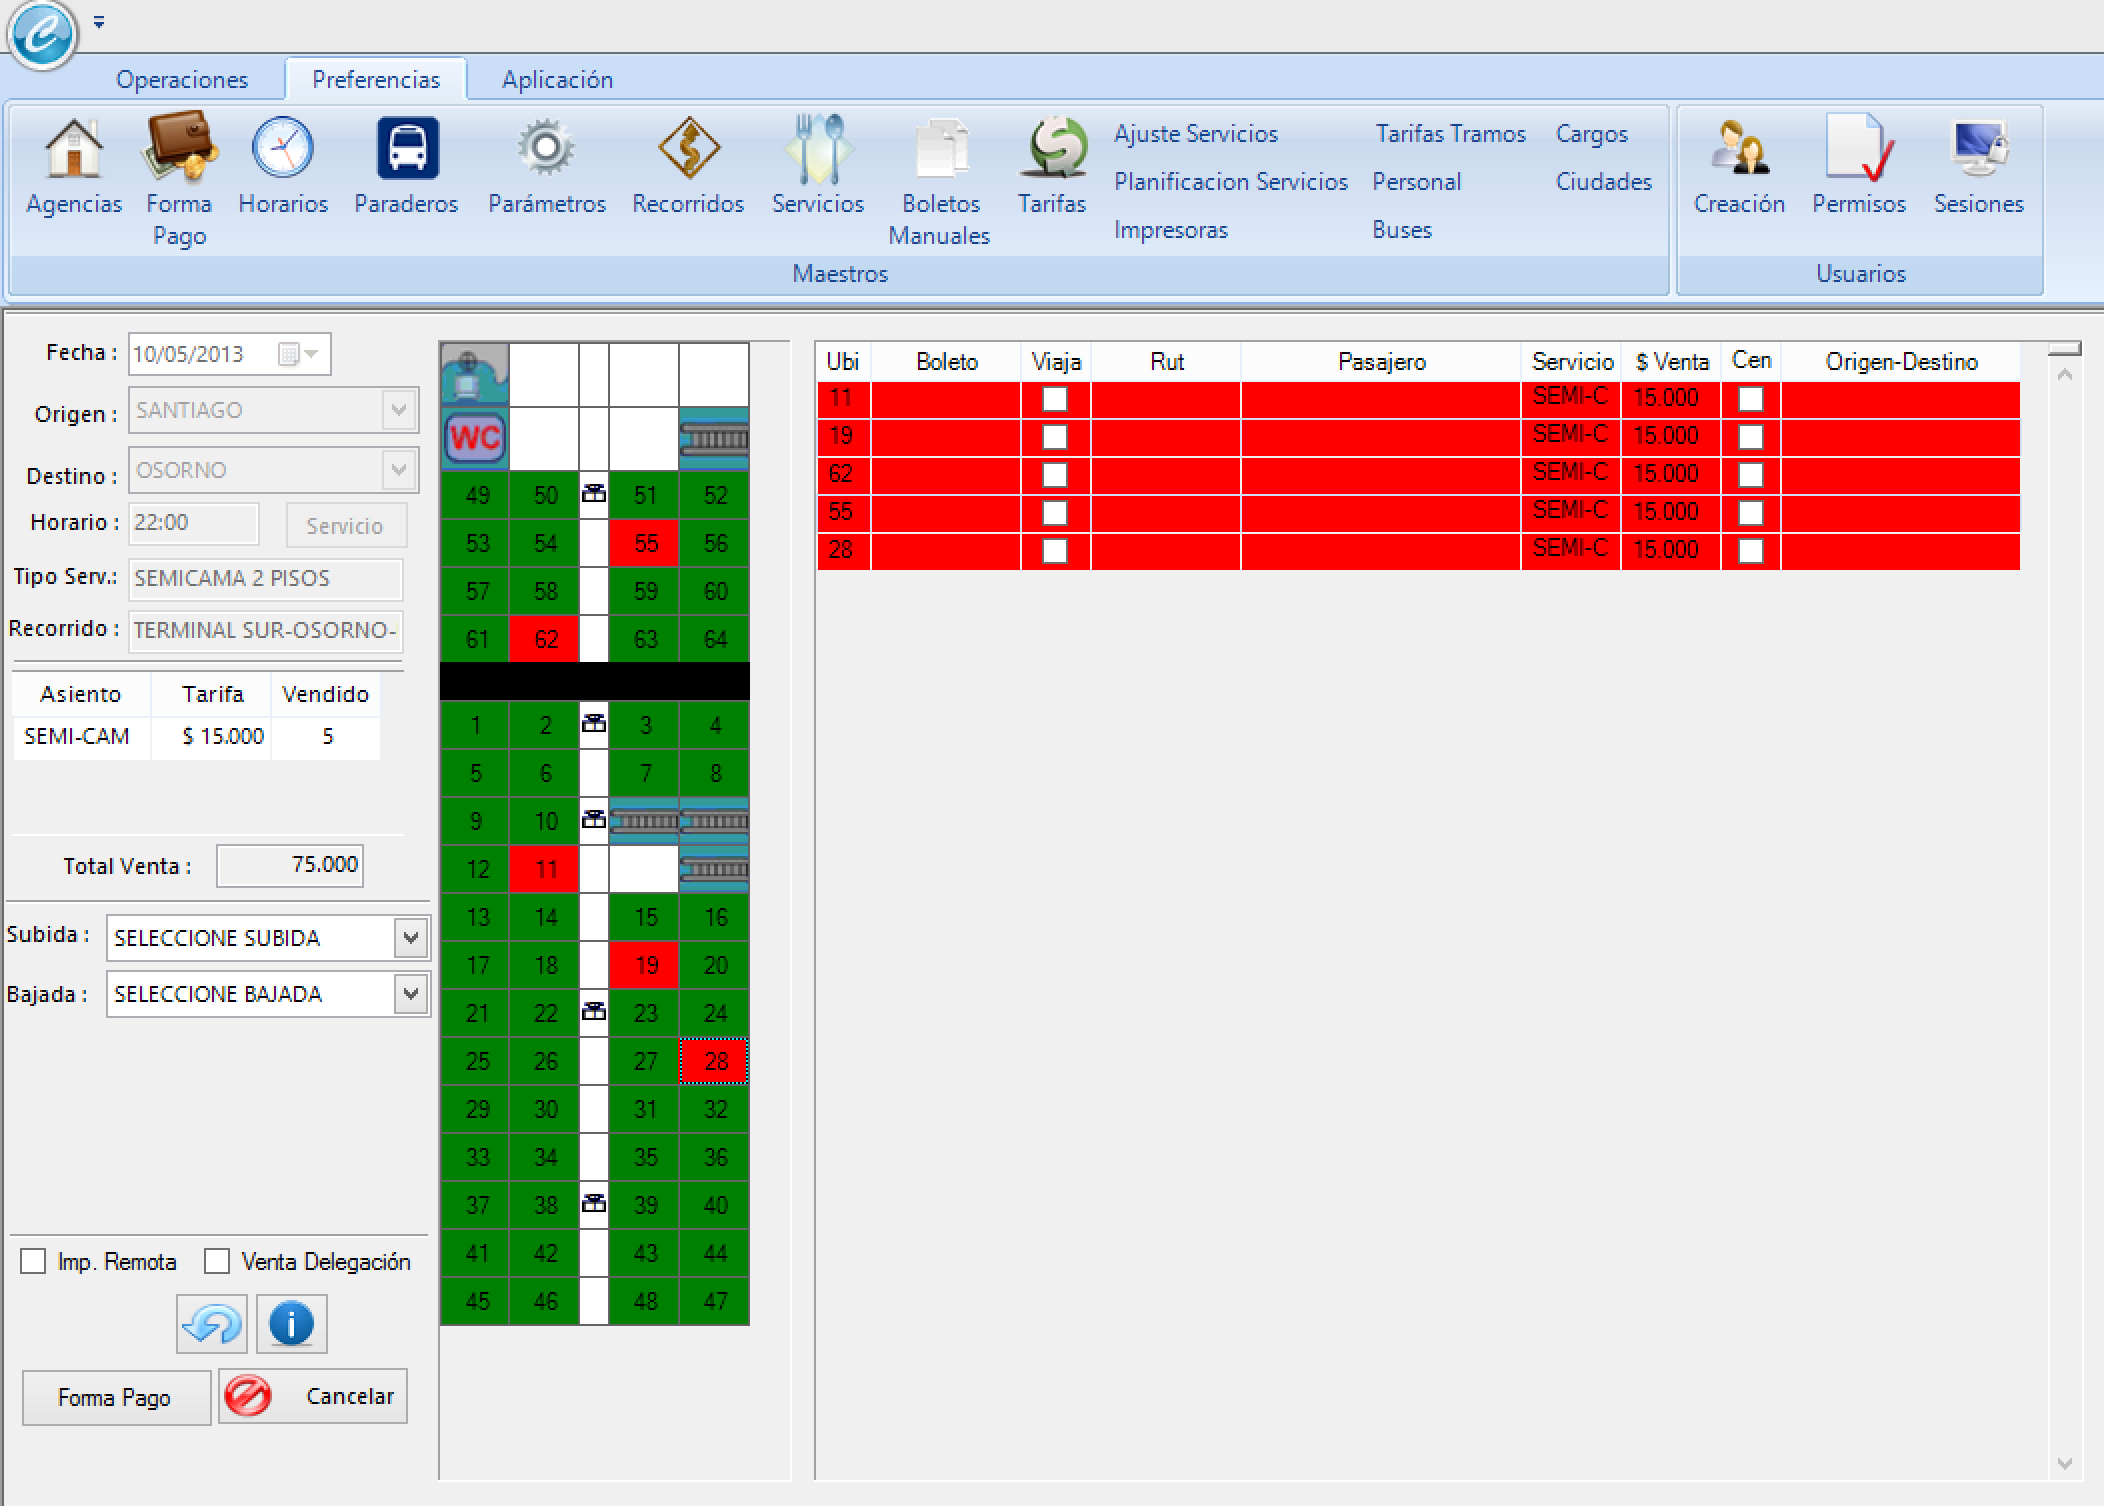 Operaciones Preferencias Aplicación
Agencias
Forma
Pago
Horarios
Paraderos
Parámetros
Recorridos
Servicios
Boletos
Manuales
Tarifas
Ajuste Servicios
Planificacion Servicios
Impresoras
Tarifas Tramos
Personal
Buses
Cargos
Ciudades
Maestros
Creación
Permisos
Sesiones
Usuarios
Fecha : 10/05/2013
Origen : SANTIAGO
Destino : OSORNO
Horario : 22:00 Servicio
Tipo Serv.: SEMICAMA 2 PISOS
Recorrido : TERMINAL SUR-OSORNO-
Asiento Tarifa Vendido
SEMI-CAM $ 15.000 5
Total Venta : 75.000
Subida : SELECCIONE SUBIDA
Bajada : SELECCIONE BAJADA
Imp. Remota Venta Delegación
Forma Pago Cancelar
WC
49 50 51 52
53 54 55 56
57 58 59 60
61 62 63 64
1 2 3 4
5 6 7 8
9 10
12 11
13 14 15 16
17 18 19 20
21 22 23 24
25 26 27 28
29 30 31 32
33 34 35 36
37 38 39 40
41 42 43 44
45 46 48 47
Ubi Boleto Viaja Rut Pasajero Servicio $ Venta Cen Origen-Destino
11 SEMI-C 15.000
19 SEMI-C 15.000
62 SEMI-C 15.000
55 SEMI-C 15.000
28 SEMI-C 15.000